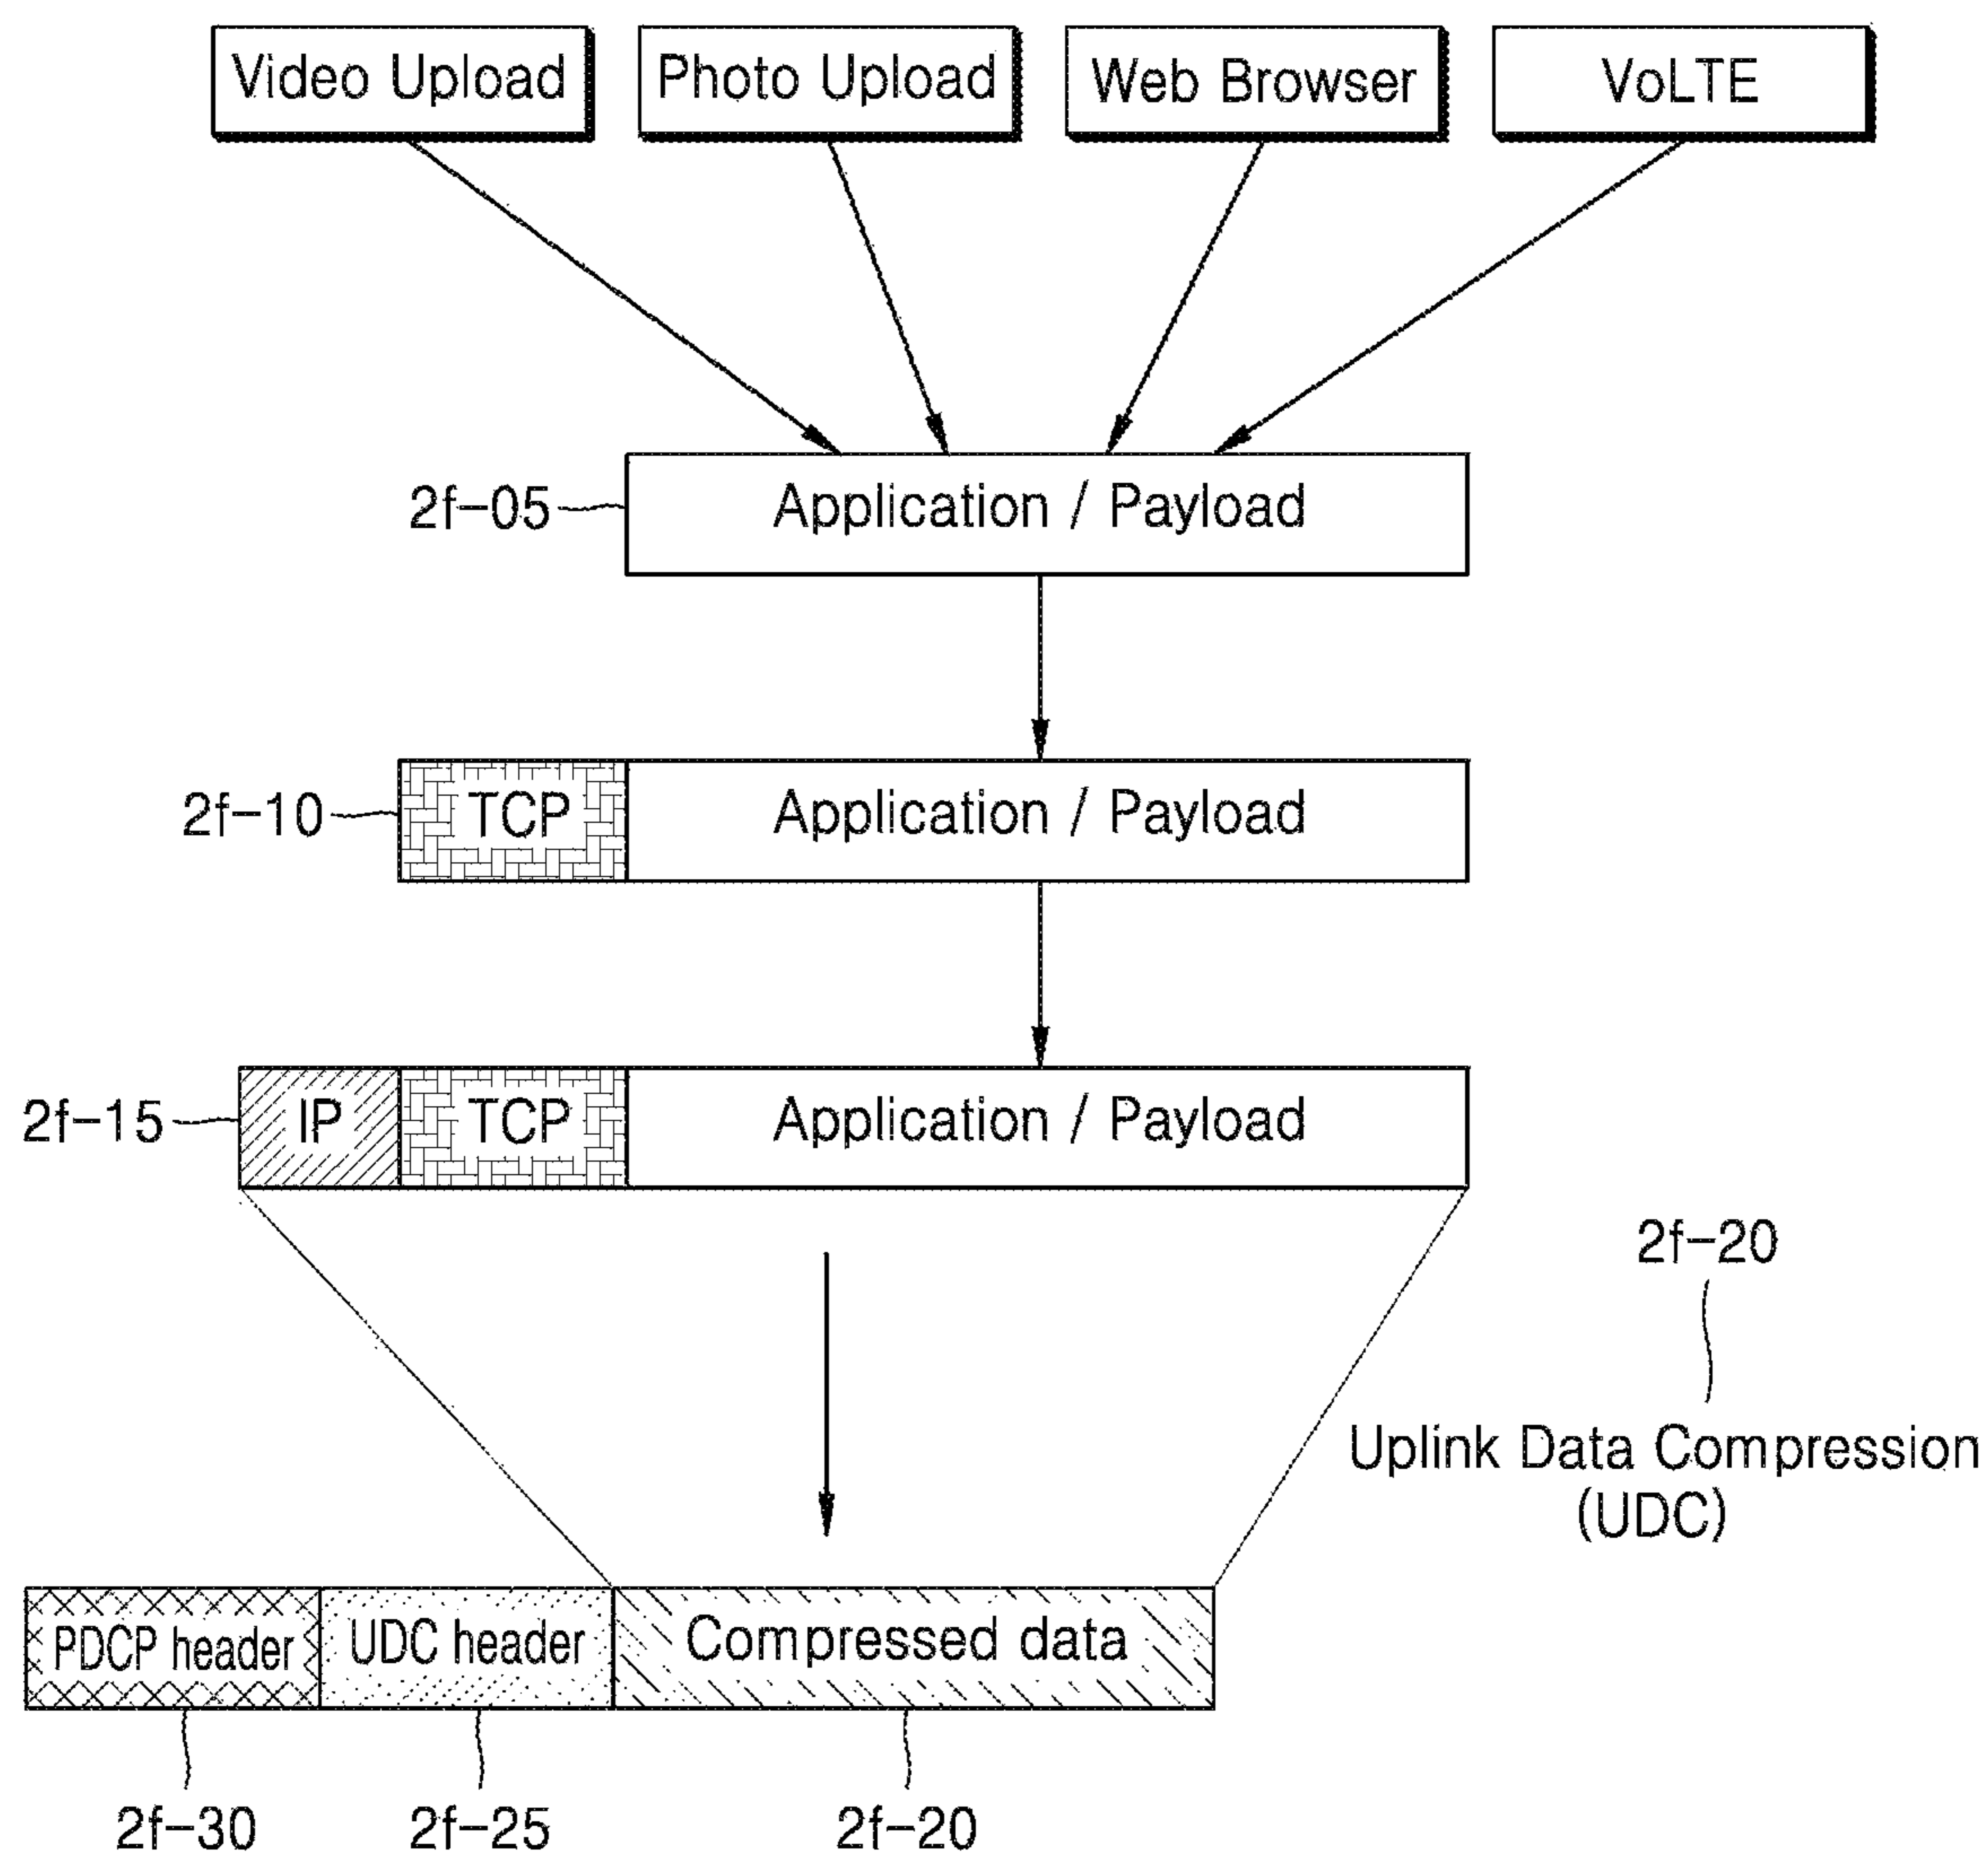 Video Upload
Photo Upload
Web Browser
VoLTE
2f-05
Application / Payload
2f-10
TCP
Application / Payload
2f-15
IP
TCP
Application / Payload
2f-20
Uplink Data Compression
(UDC)
PDCP header
UDC header
Compressed data
2f-30
2f-25
2f-20